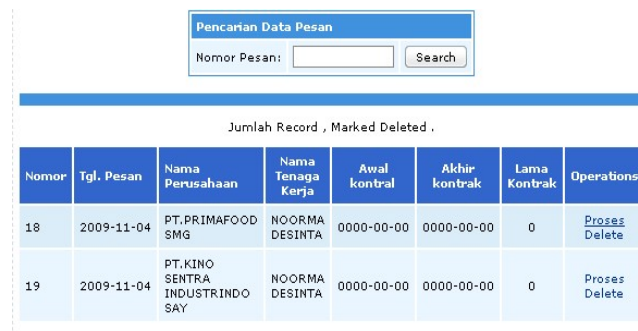 Pencarian Data Pesan
Nomor Pesan: Search
Jumlah Record , Marked Deleted .
Nomor Tgl. Pesan Nama Perusahaan Nama Tenaga Kerja Awal kontral Akhir kontrak Lama Kontrak Operations
18 2009-11-04 PT.PRIMAFOOD SMG NOORMA DESINTA 0000-00-00 0000-00-00 0 Proses Delete
19 2009-11-04 PT.KINO SENTRA INDUSTRINDO SAY NOORMA DESINTA 0000-00-00 0000-00-00 0 Proses Delete